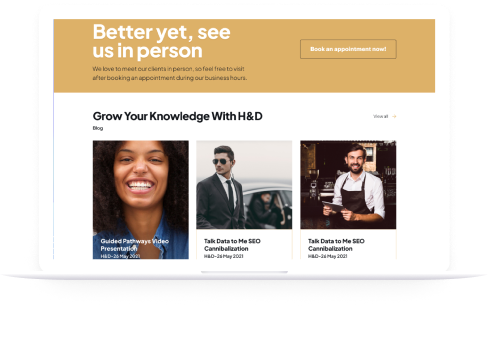 Better yet, see
us in person
We love to meet our clients in person, so feel free to visit
after booking an appointment during our business hours.
Book an appointment now!
Grow Your Knowledge With H&D
View all
Blog
Guided Pathways Video
Presentation
H&D-26 May 2021
Talk Data to Me SEO
Cannibalization
H&D-26 May 2021
Talk Data to Me SEO
Cannibalization
H&D-26 May 2021